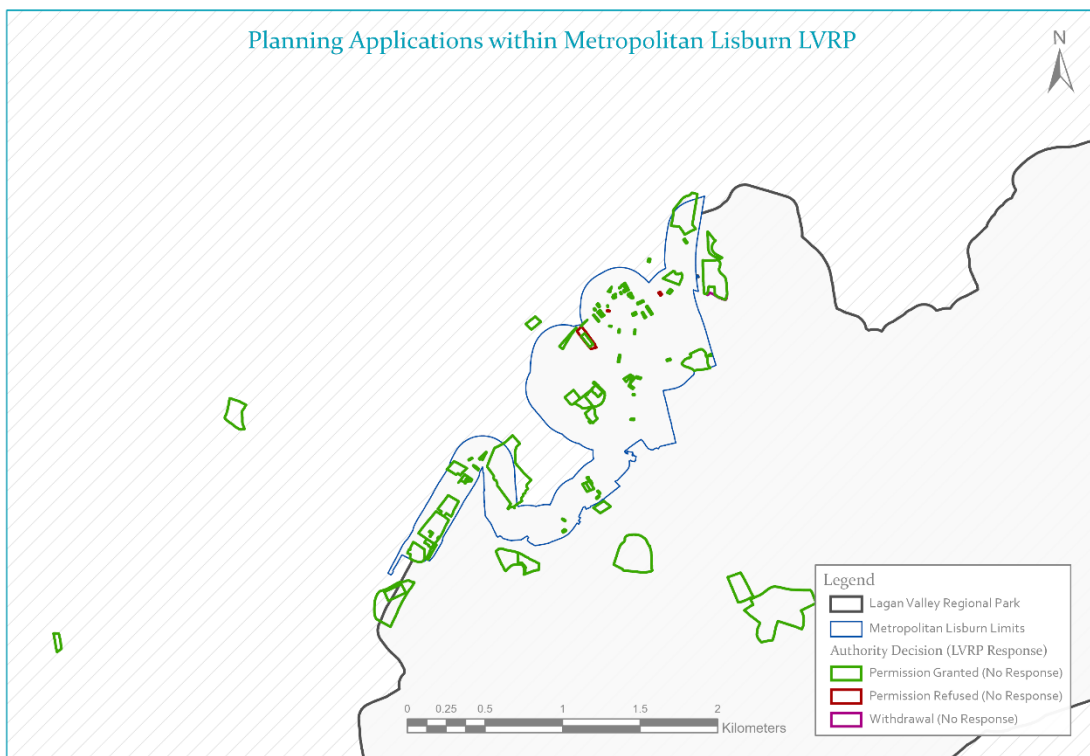 Planning Applications within Metropolitan Lisburn LVRP
N
Legend
Lagan Valley Regional Park
Metropolitan Lisburn Limits
Authority Decision (LVRP Response)
Permission Granted (No Response)
Permission Refused (No Response)
Withdrawal (No Response)
0 0.25 0.5 1 1.5 2
Kilometers